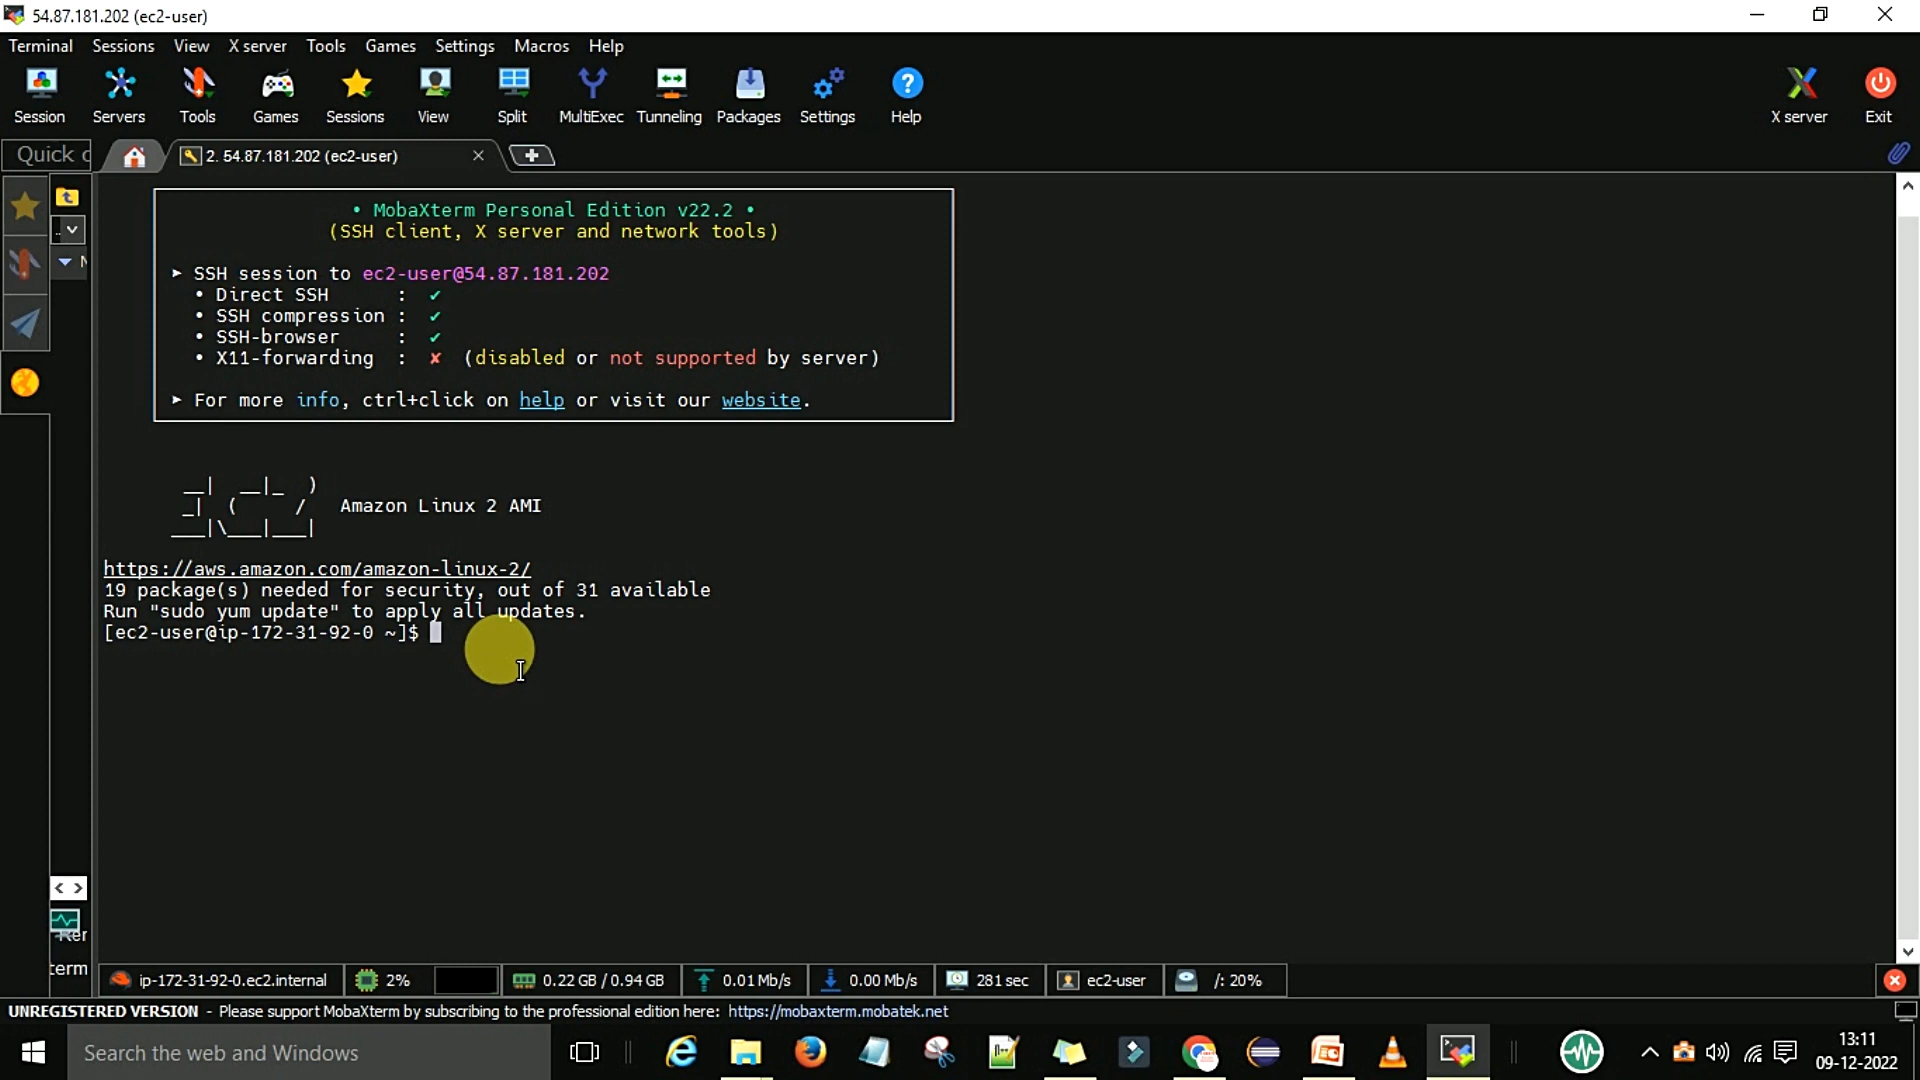 54.87.181.202 (ec2-user)
Terminal Sessions View X server Tools Games Settings Macros Help
Session Servers Tools Games Sessions View Split MultiExec Tunneling Packages Settings Help X server Exit
Quick c
2. 54.87.181.202 (ec2-user)
• MobaXterm Personal Edition v22.2 •
(SSH client, X server and network tools)
► SSH session to ec2-user@54.87.181.202
• Direct SSH : ✔
• SSH compression : ✔
• SSH-browser : ✔
• X11-forwarding : ✘ (disabled or not supported by server)
► For more info, ctrl+click on help or visit our website.
__| __|_ )
_| ( / Amazon Linux 2 AMI
___|\___|___|
https://aws.amazon.com/amazon-linux-2/
19 package(s) needed for security, out of 31 available
Run "sudo yum update" to apply all updates.
[ec2-user@ip-172-31-92-0 ~]$
term
ip-172-31-92-0.ec2.internal 2% 0.22 GB / 0.94 GB 0.01 Mb/s 0.00 Mb/s 281 sec ec2-user /: 20%
UNREGISTERED VERSION - Please support MobaXterm by subscribing to the professional edition here: https://mobaxterm.mobatek.net
Search the web and Windows
13:11
09-12-2022